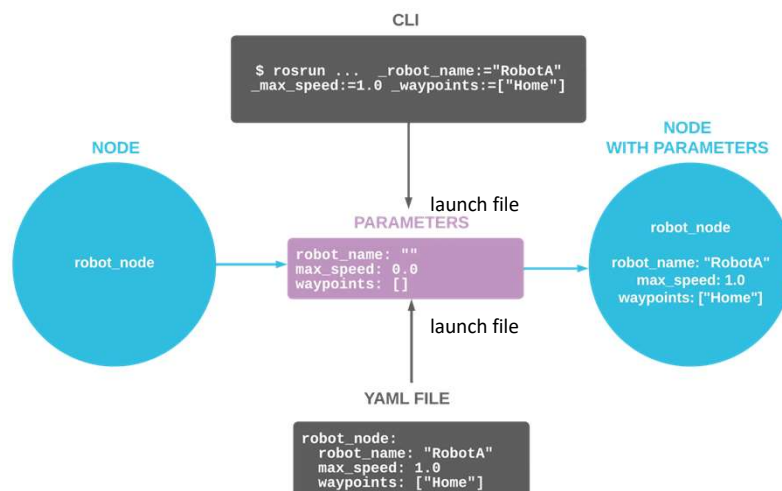 CLI
$ rosrun ... _robot_name:="RobotA"
_max_speed:=1.0 _waypoints:=["Home"]
NODE
robot_node
launch file
PARAMETERS
robot_name: ""
max_speed: 0.0
waypoints: []
launch file
YAML FILE
robot_node:
robot_name: "RobotA"
max_speed: 1.0
waypoints: ["Home"]
NODE
WITH PARAMETERS
robot_node
robot_name: "RobotA"
max_speed: 1.0
waypoints: ["Home"]